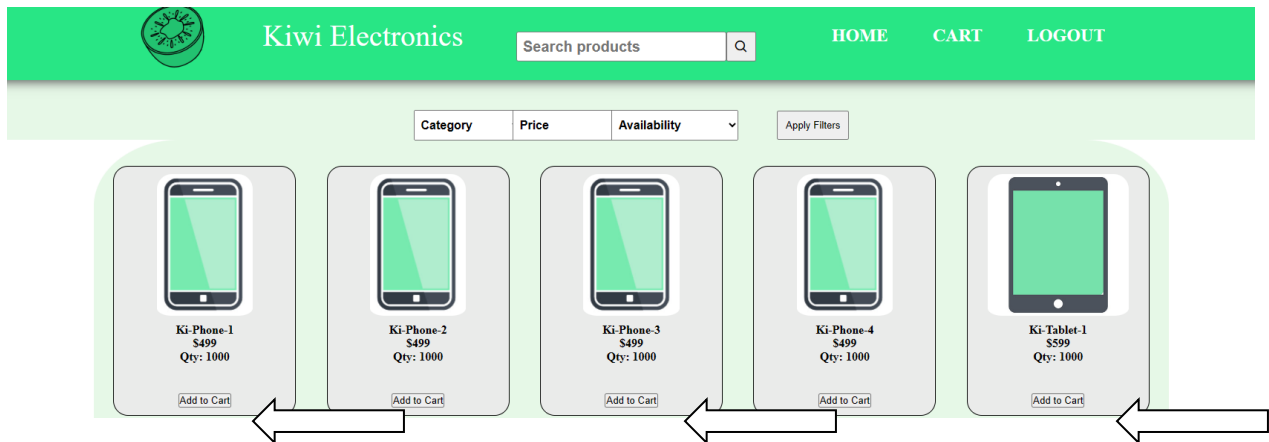 Kiwi Electronics
Search products
HOME CART LOGOUT
Category Price Availability Apply Filters
Ki-Phone-1
$499
Qty: 1000
Add to Cart
Ki-Phone-2
$499
Qty: 1000
Add to Cart
Ki-Phone-3
$499
Qty: 1000
Add to Cart
Ki-Phone-4
$499
Qty: 1000
Add to Cart
Ki-Tablet-1
$599
Qty: 1000
Add to Cart